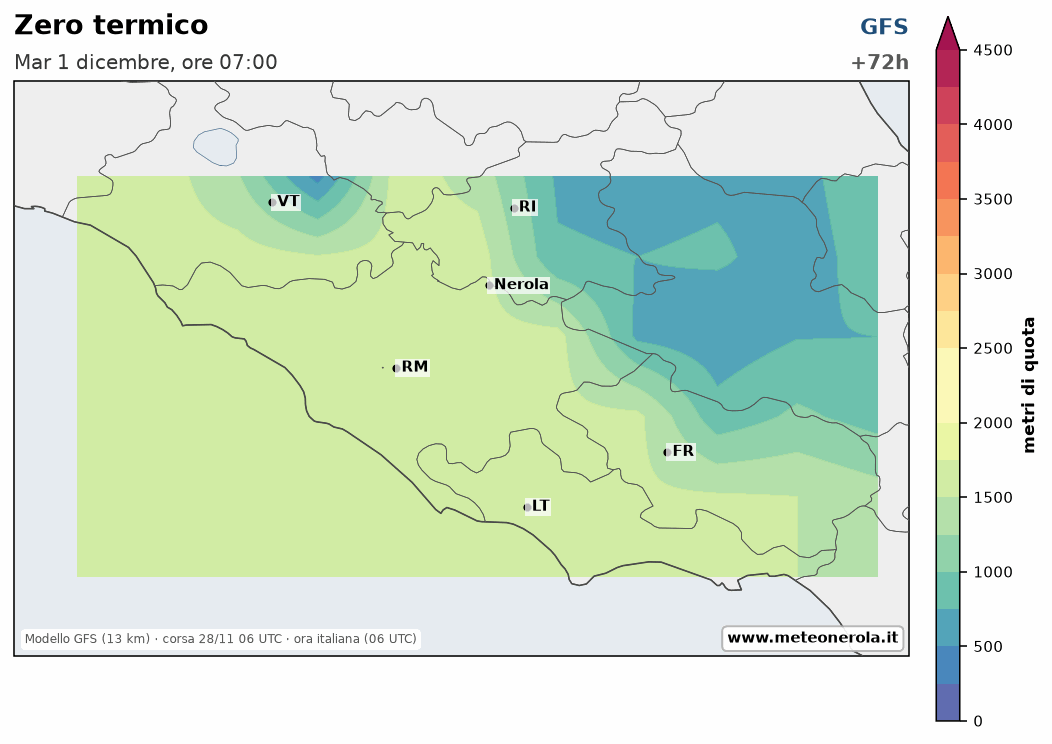 Zero termico
GFS
Mar 1 dicembre, ore 07:00
+72h
4500
4000
3500
3000
2500
2000
1500
1000
500
0
metri di quota
VT
RI
Nerola
RM
FR
LT
Modello GFS (13 km) · corsa 28/11 06 UTC · ora italiana (06 UTC)
www.meteonerola.it